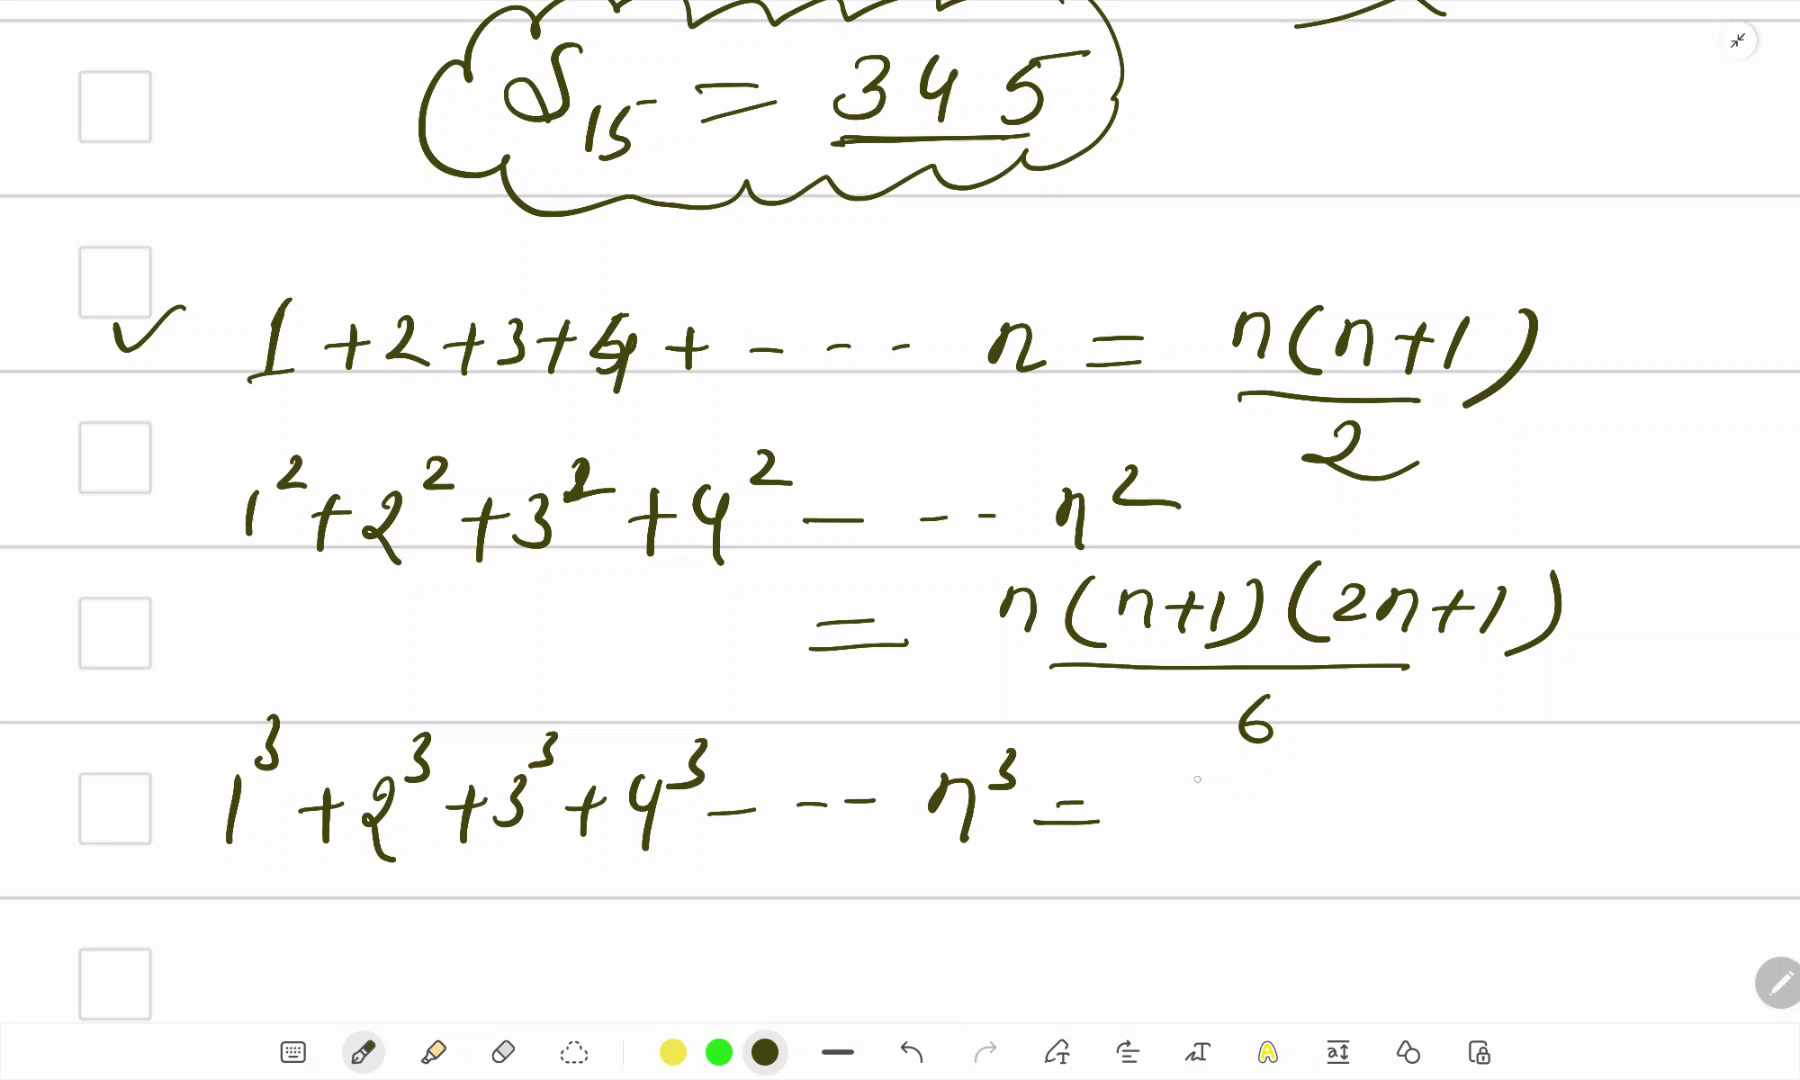 S₁₅ = 345
1 + 2 + 3 + 4 + - - - n = n(n+1) / 2
1² + 2² + 3² + 4² - - - n²
= n(n+1)(2n+1) / 6
1³ + 2³ + 3³ + 4³ - - - n³ =